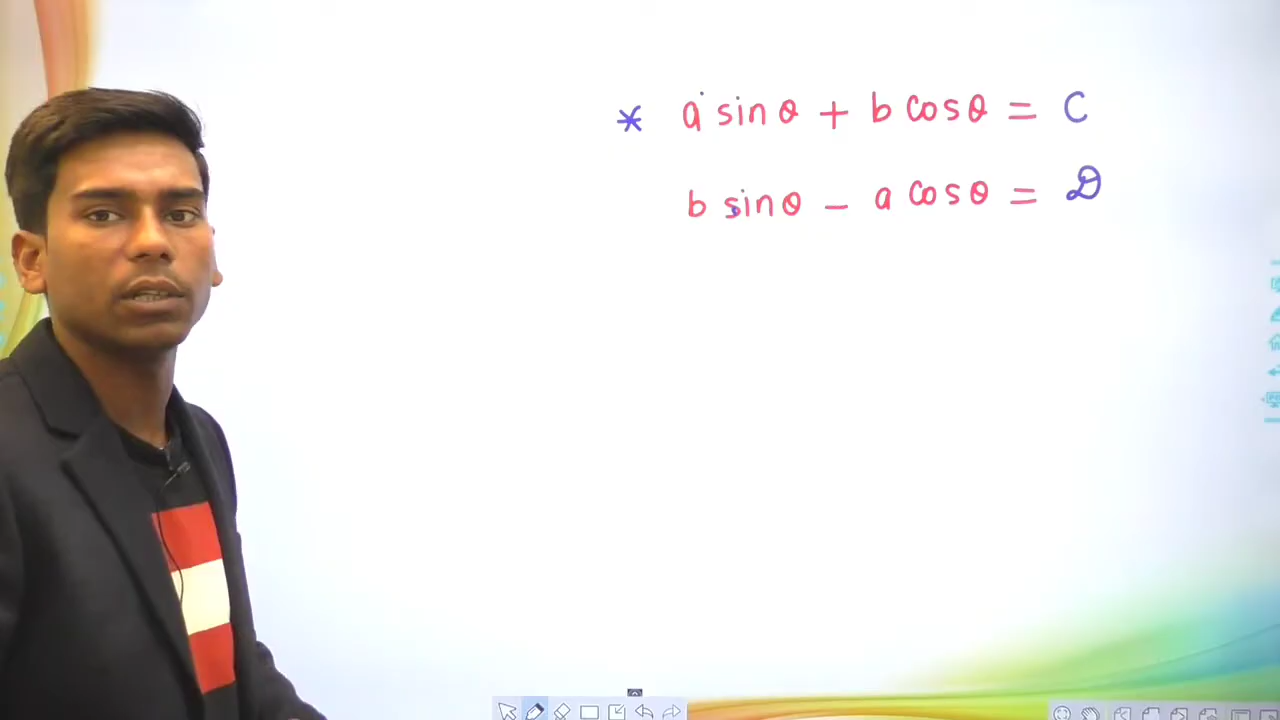 * a sinθ + b cosθ = C
b sinθ - a cosθ = D